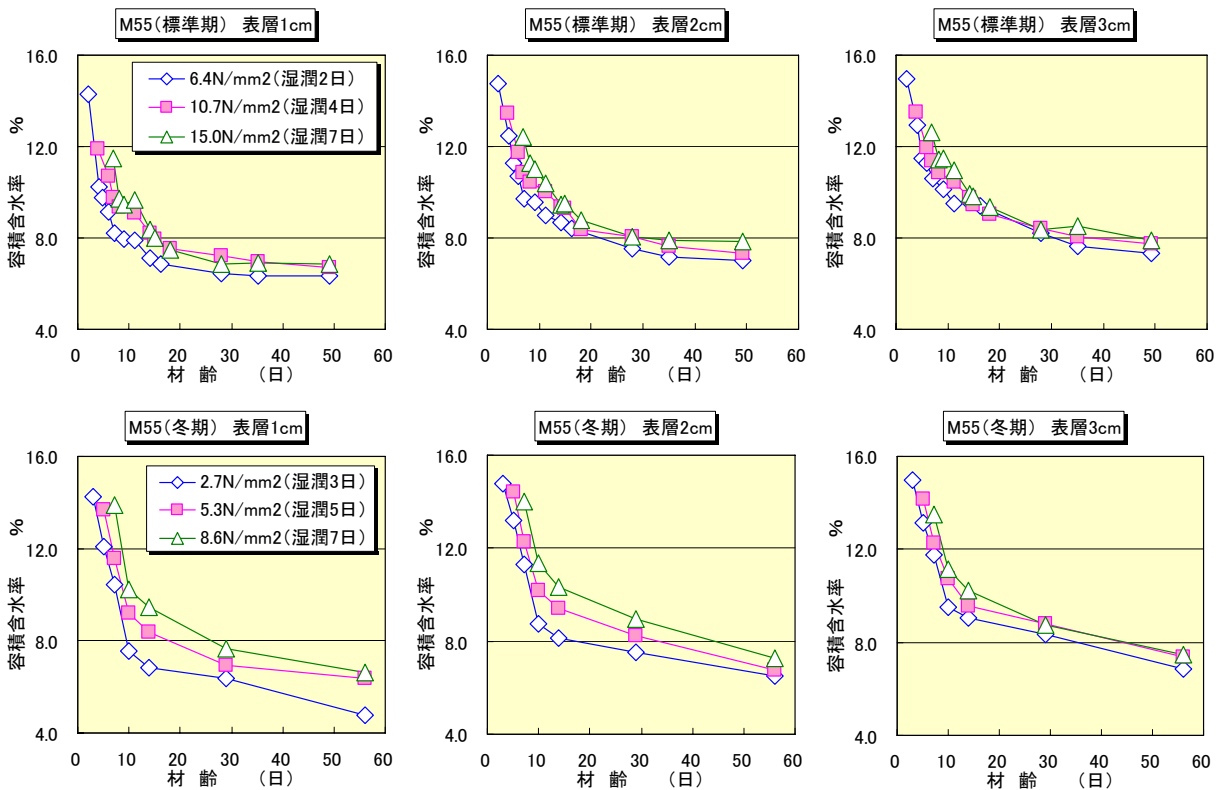 M55(標準期) 表層1cm
16.0
12.0
8.0
4.0
%
容積含水率
6.4N/mm2(湿潤2日)
10.7N/mm2(湿潤4日)
15.0N/mm2(湿潤7日)
0 10 20 30 40 50 60
材 齢 (日)
M55(標準期) 表層2cm
16.0
12.0
8.0
4.0
%
容積含水率
0 10 20 30 40 50 60
材 齢 (日)
M55(標準期) 表層3cm
16.0
12.0
8.0
4.0
%
容積含水率
0 10 20 30 40 50 60
材 齢 (日)
M55(冬期) 表層1cm
16.0
12.0
8.0
4.0
%
容積含水率
2.7N/mm2(湿潤3日)
5.3N/mm2(湿潤5日)
8.6N/mm2(湿潤7日)
0 10 20 30 40 50 60
材 齢 (日)
M55(冬期) 表層2cm
16.0
12.0
8.0
4.0
%
容積含水率
0 10 20 30 40 50 60
材 齢 (日)
M55(冬期) 表層3cm
16.0
12.0
8.0
4.0
%
容積含水率
0 10 20 30 40 50 60
材 齢 (日)